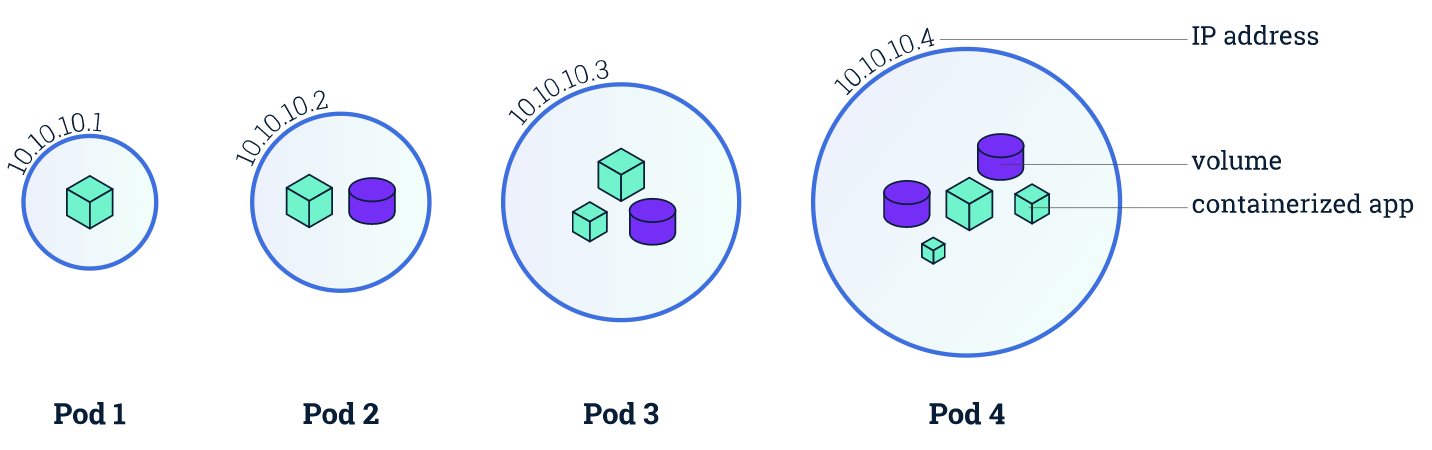 10.10.10.1
10.10.10.2
10.10.10.3
10.10.10.4
IP address
volume
containerized app
Pod 1
Pod 2
Pod 3
Pod 4